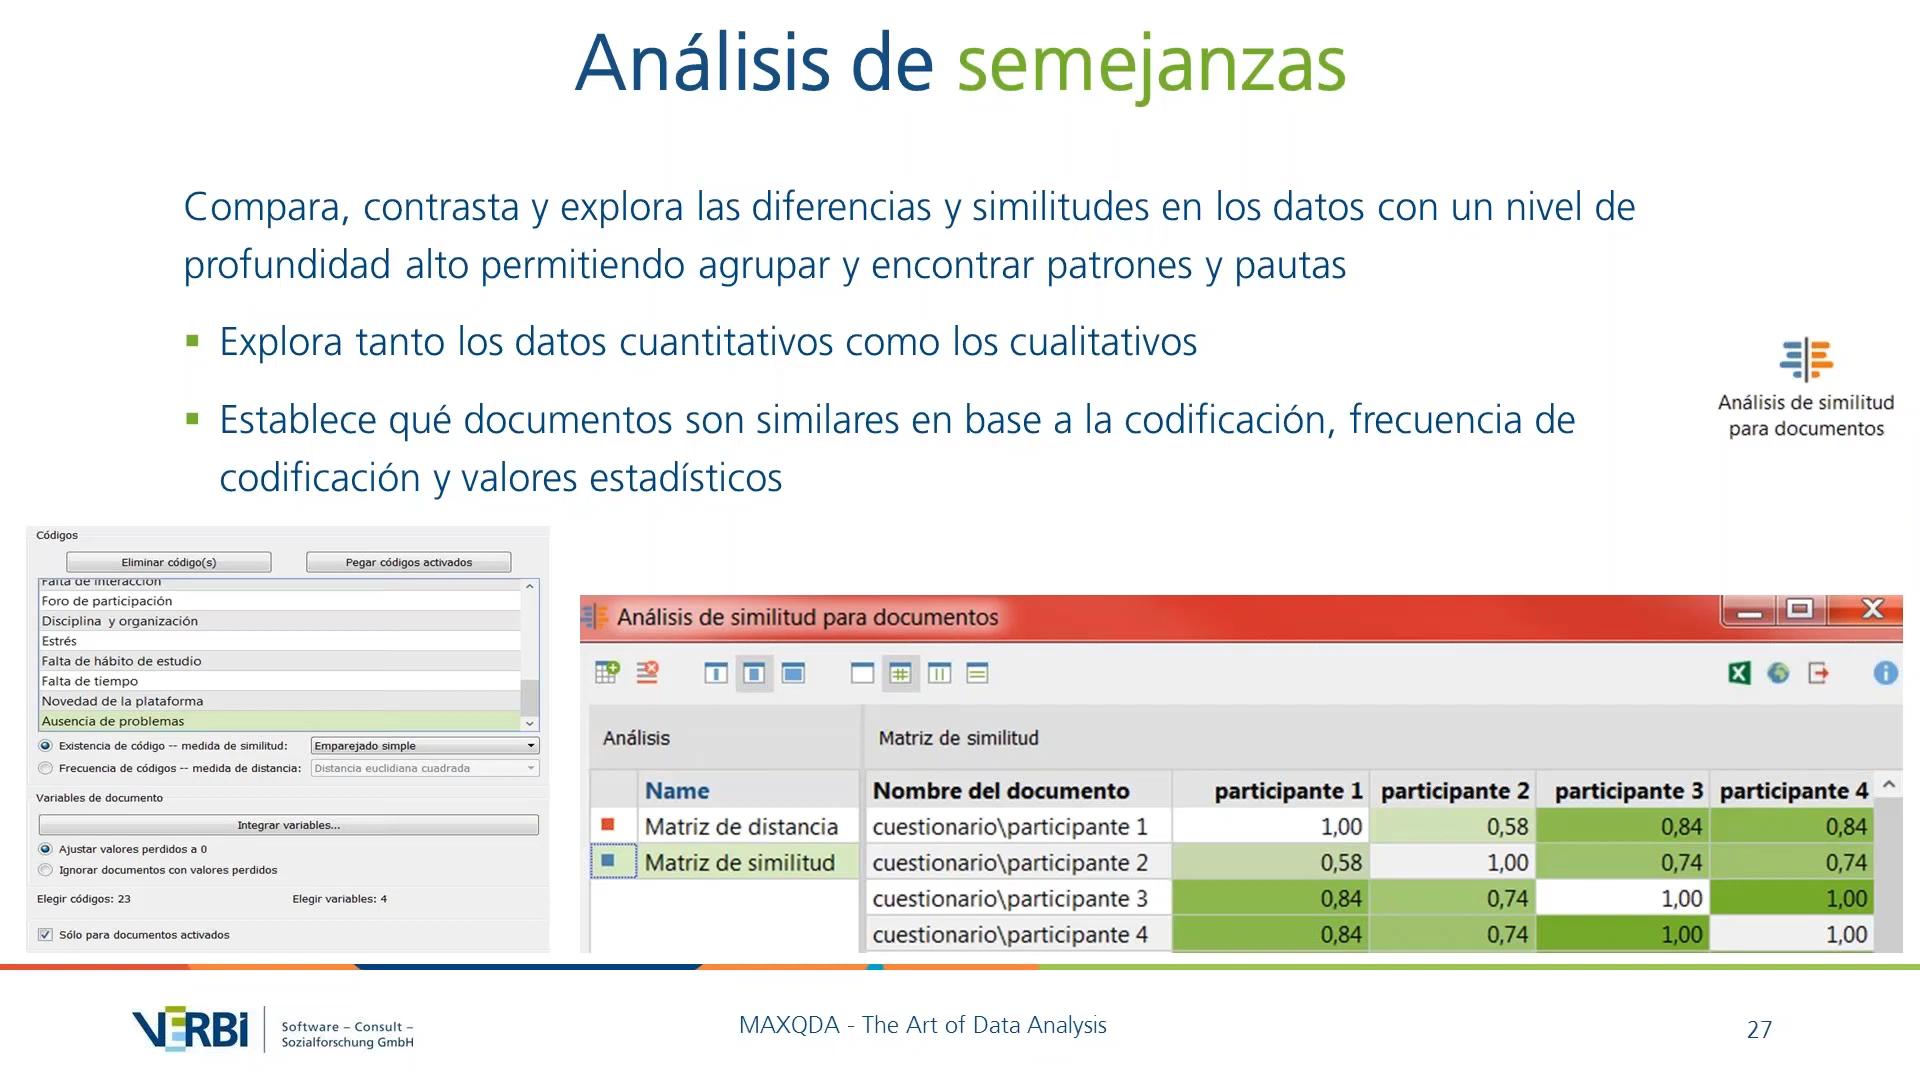 Análisis de semejanzas
Compara, contrasta y explora las diferencias y similitudes en los datos con un nivel de
profundidad alto permitiendo agrupar y encontrar patrones y pautas
Explora tanto los datos cuantitativos como los cualitativos
Establece qué documentos son similares en base a la codificación, frecuencia de
codificación y valores estadísticos
Análisis de similitud
para documentos
Códigos
Eliminar código(s) Pegar códigos activados
Falta de interacción
Foro de participación
Disciplina y organización
Estrés
Falta de hábito de estudio
Falta de tiempo
Novedad de la plataforma
Ausencia de problemas
Existencia de código -- medida de similitud: Emparejado simple
Frecuencia de códigos -- medida de distancia: Distancia euclidiana cuadrada
Variables de documento
Integrar variables...
Ajustar valores perdidos a 0
Ignorar documentos con valores perdidos
Elegir códigos: 23 Elegir variables: 4
Sólo para documentos activados
Análisis de similitud para documentos
Análisis Matriz de similitud
Name Nombre del documento participante 1 participante 2 participante 3 participante 4
Matriz de distancia cuestionario\participante 1 1,00 0,58 0,84 0,84
Matriz de similitud cuestionario\participante 2 0,58 1,00 0,74 0,74
cuestionario\participante 3 0,84 0,74 1,00 1,00
cuestionario\participante 4 0,84 0,74 1,00 1,00
VERBI Software – Consult –
Sozialforschung GmbH
MAXQDA - The Art of Data Analysis
27